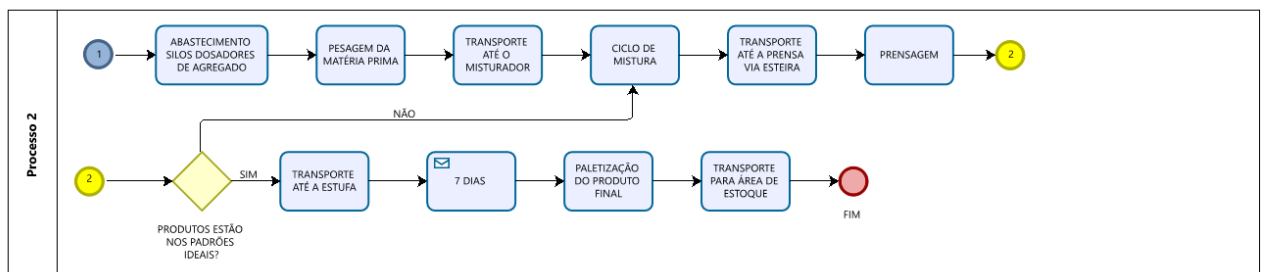 Processo 2
1
ABASTECIMENTO
SILOS DOSADORES
DE AGREGADO
PESAGEM DA
MATÉRIA PRIMA
TRANSPORTE
ATÉ O
MISTURADOR
CICLO DE
MISTURA
TRANSPORTE
ATÉ A PRENSA
VIA ESTEIRA
PRENSAGEM
2
NÃO
2
PRODUTOS ESTÃO
NOS PADRÕES
IDEAIS?
SIM
TRANSPORTE
ATÉ A ESTUFA
7 DIAS
PALETIZAÇÃO
DO PRODUTO
FINAL
TRANSPORTE
PARA ÁREA DE
ESTOQUE
FIM